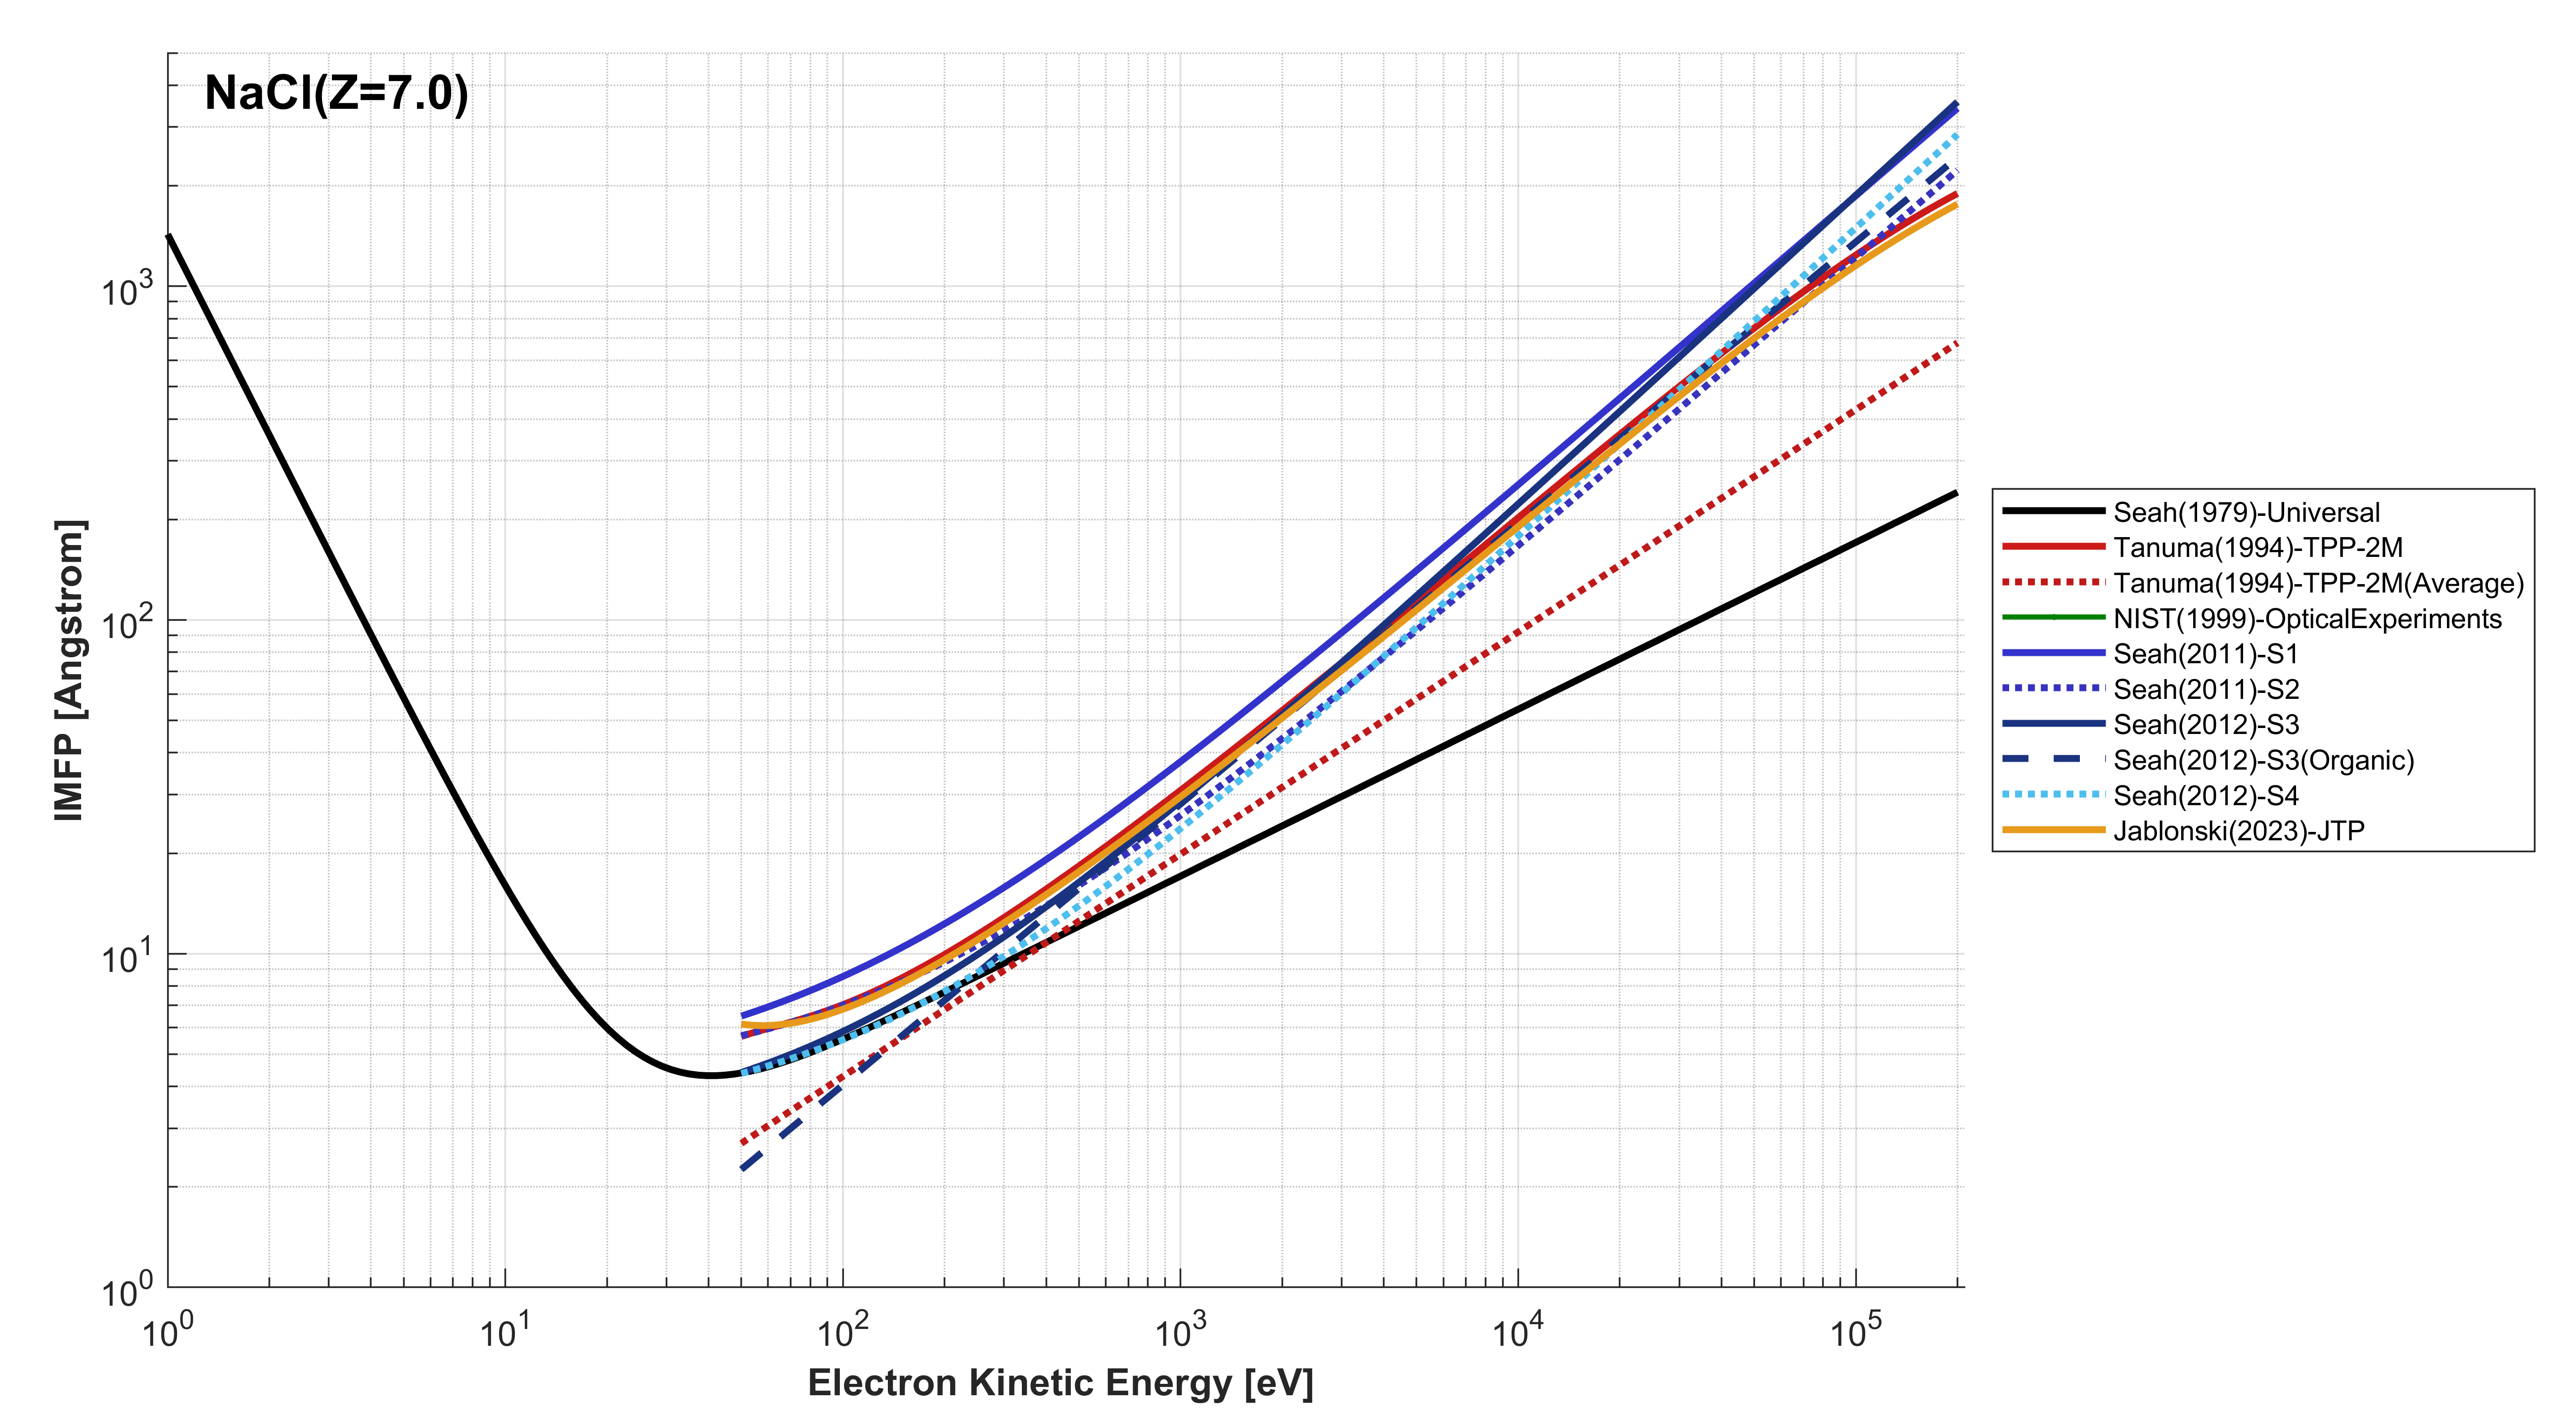 NaCl(Z=7.0)
IMFP [Angstrom]
10^3
10^2
10^1
10^0
10^0 10^1 10^2 10^3 10^4 10^5
Electron Kinetic Energy [eV]
Seah(1979)-Universal
Tanuma(1994)-TPP-2M
Tanuma(1994)-TPP-2M(Average)
NIST(1999)-OpticalExperiments
Seah(2011)-S1
Seah(2011)-S2
Seah(2012)-S3
Seah(2012)-S3(Organic)
Seah(2012)-S4
Jablonski(2023)-JTP